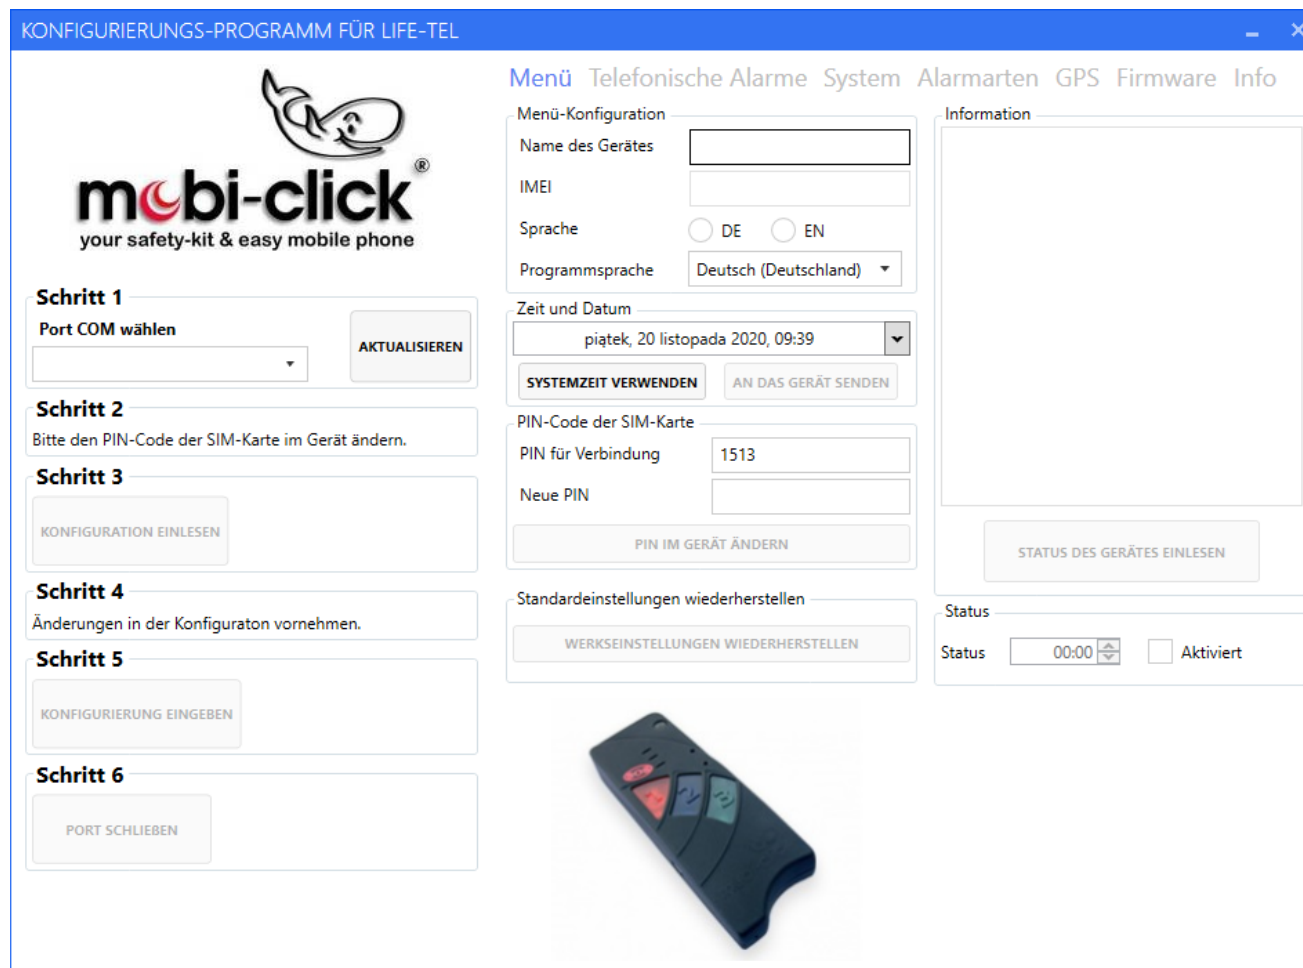 KONFIGURIERUNGS-PROGRAMM FÜR LIFE-TEL
mobi-click®
your safety-kit & easy mobile phone
Schritt 1
Port COM wählen
AKTUALISIEREN
Schritt 2
Bitte den PIN-Code der SIM-Karte im Gerät ändern.
Schritt 3
KONFIGURATION EINLESEN
Schritt 4
Änderungen in der Konfiguraton vornehmen.
Schritt 5
KONFIGURIERUNG EINGEBEN
Schritt 6
PORT SCHLIEßEN
Menü Telefonische Alarme System Alarmarten GPS Firmware Info
Menü-Konfiguration
Name des Gerätes
IMEI
Sprache DE EN
Programmsprache Deutsch (Deutschland)
Zeit und Datum
piątek, 20 listopada 2020, 09:39
SYSTEMZEIT VERWENDEN AN DAS GERÄT SENDEN
PIN-Code der SIM-Karte
PIN für Verbindung 1513
Neue PIN
PIN IM GERÄT ÄNDERN
Standardeinstellungen wiederherstellen
WERKSEINSTELLUNGEN WIEDERHERSTELLEN
1 2 3
Information
STATUS DES GERÄTES EINLESEN
Status
Status 00:00 Aktiviert